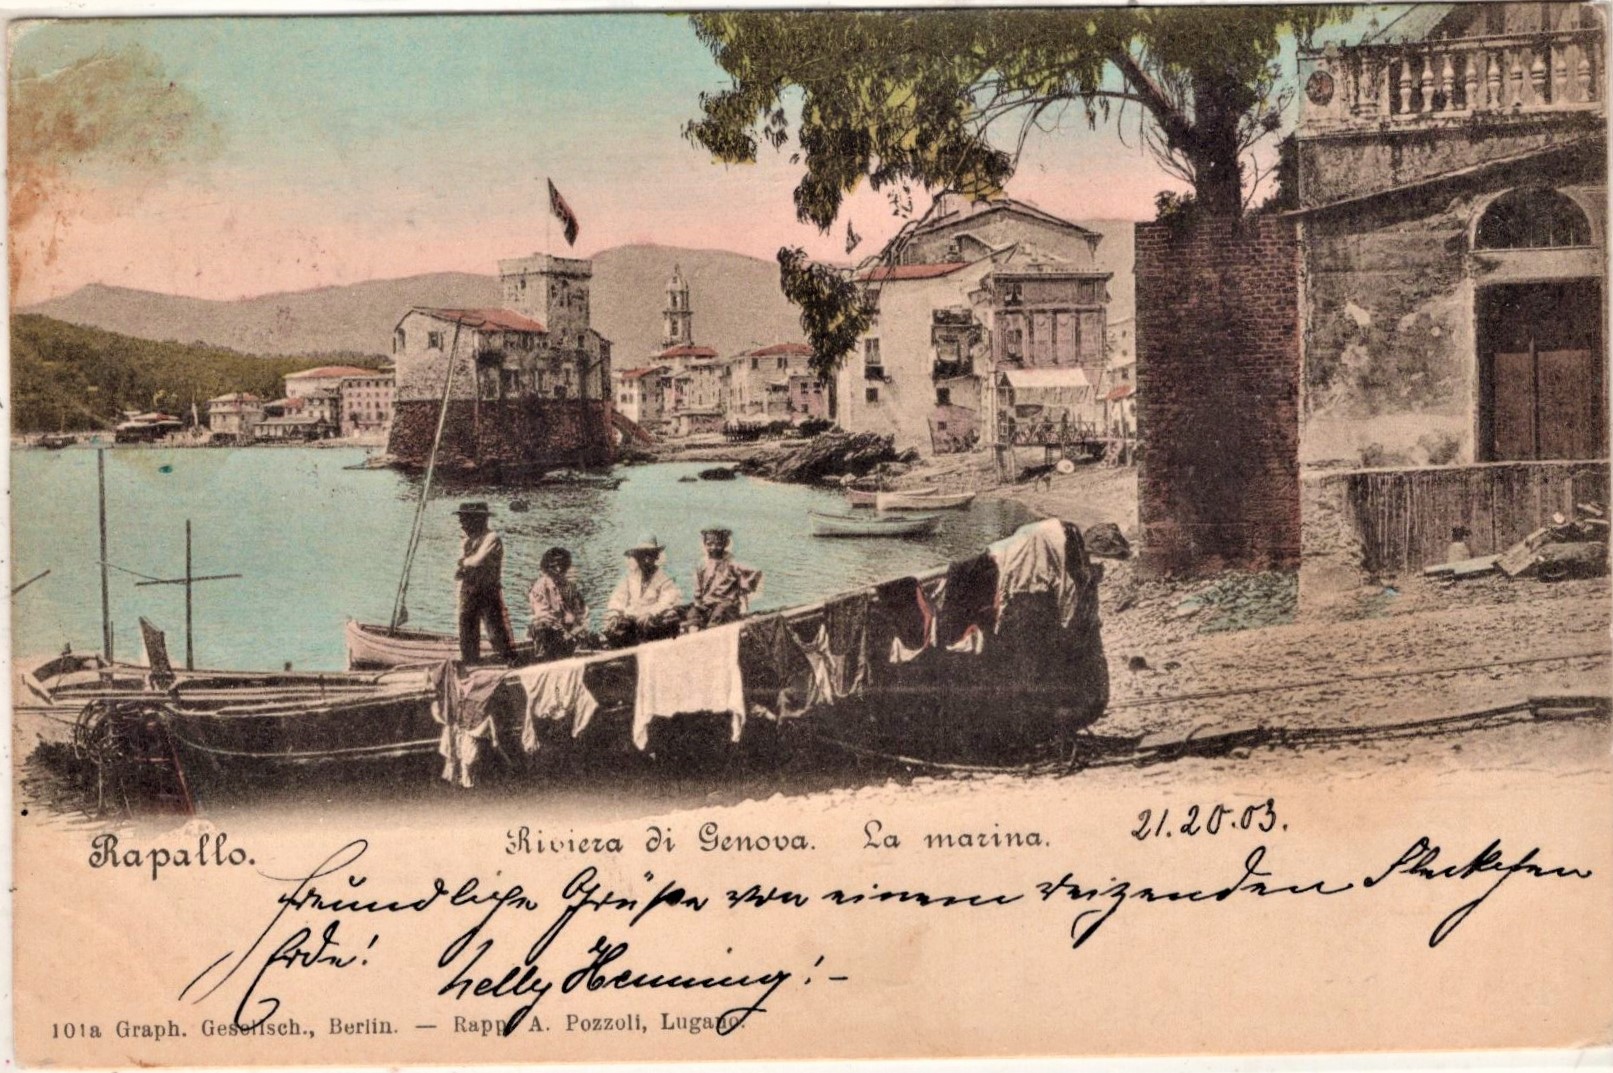 Rapallo. Riviera di Genova. La marina. 21.20.03.
Freundliche Grüße von einem reizenden Fleckchen
Erde! Nelly Henning! –
101a Graph. Gesellsch., Berlin. — Rapp. A. Pozzoli, Lugano.